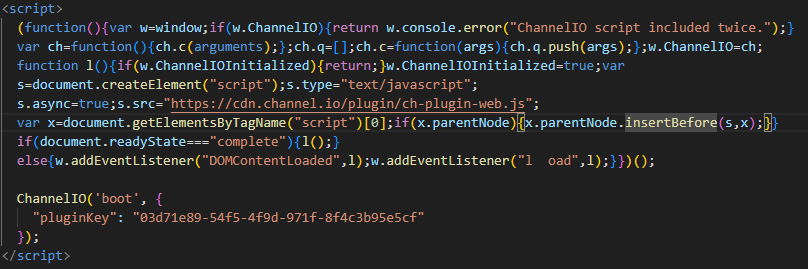 <script>
(function(){var w=window;if(w.ChannelIO){return w.console.error("ChannelIO script included twice.");}
var ch=function(){ch.c(arguments);};ch.q=[];ch.c=function(args){ch.q.push(args);};w.ChannelIO=ch;
function l(){if(w.ChannelIOInitialized){return;}w.ChannelIOInitialized=true;var
s=document.createElement("script");s.type="text/javascript";
s.async=true;s.src="https://cdn.channel.io/plugin/ch-plugin-web.js";
var x=document.getElementsByTagName("script")[0];if(x.parentNode){x.parentNode.insertBefore(s,x);}}
if(document.readyState==="complete"){l();}
else{w.addEventListener("DOMContentLoaded",l);w.addEventListener("l  oad",l);}})();
ChannelIO('boot', {
"pluginKey": "03d71e89-54f5-4f9d-971f-8f4c3b95e5cf"
});
</script>